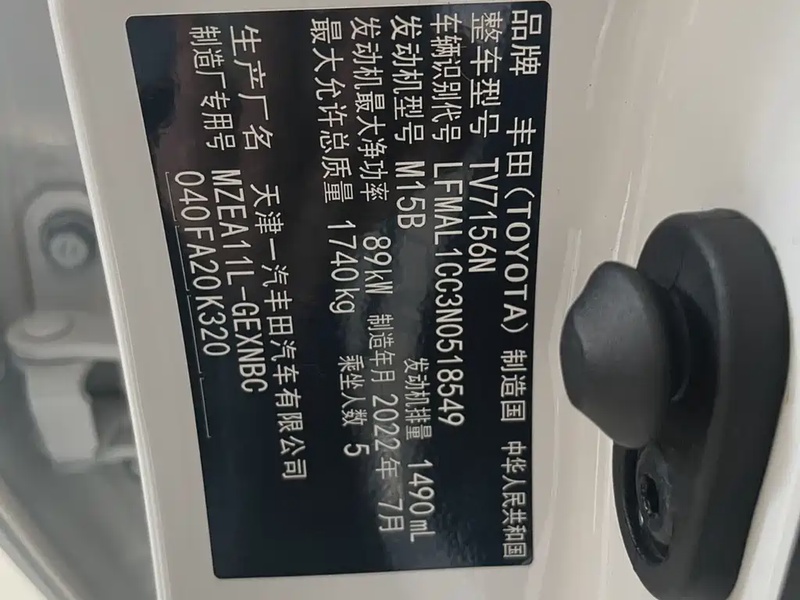 品牌 丰田(TOYOTA) 制造国 中华人民共和国
整车型号 TV7156N
车辆识别代号 LFMAL1CC3N0518549
发动机型号 M15B 发动机排量 1490mL
发动机最大净功率 89kW 制造年月 2022年 7月
最大允许总质量 1740kg 乘坐人数 5
生产厂名 天津一汽丰田汽车有限公司
制造厂专用号 MZEA11L-GEXNBC
040FA20K320